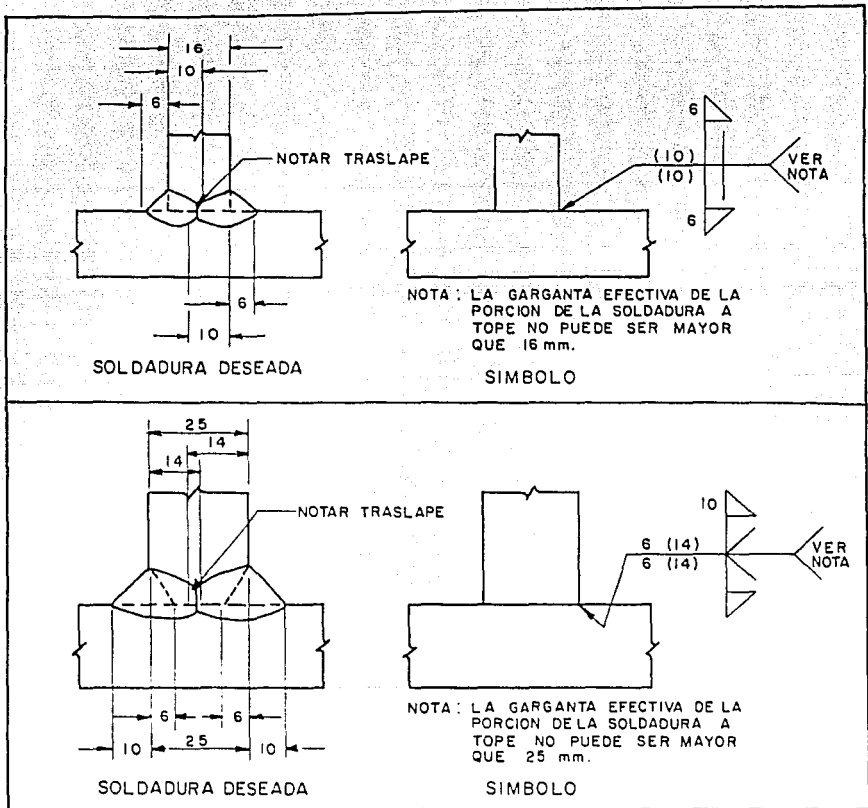 16
10
6
NOTAR TRASLAPE
6
10
SOLDADURA DESEADA
(10)
(10)
6
6
VER
NOTA
NOTA: LA GARGANTA EFECTIVA DE LA
PORCION DE LA SOLDADURA A
TOPE NO PUEDE SER MAYOR
QUE 16 mm.
SIMBOLO
25
14
14
NOTAR TRASLAPE
6
6
10
25
10
SOLDADURA DESEADA
6 (14)
6 (14)
10
VER
NOTA
NOTA: LA GARGANTA EFECTIVA DE LA
PORCION DE LA SOLDADURA A
TOPE NO PUEDE SER MAYOR
QUE 25 mm.
SIMBOLO